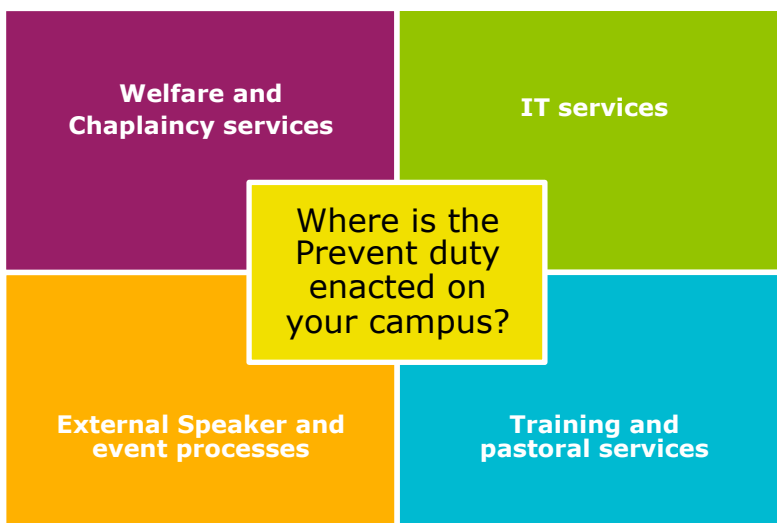 Welfare and
Chaplaincy services
IT services
Where is the
Prevent duty
enacted on
your campus?
External Speaker and
event processes
Training and
pastoral services